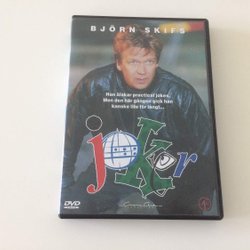 BJÖRN SKIFS
Han älskar practical jokes.
Men den här gången gick han
kanske lite för långt...
joker
DVD